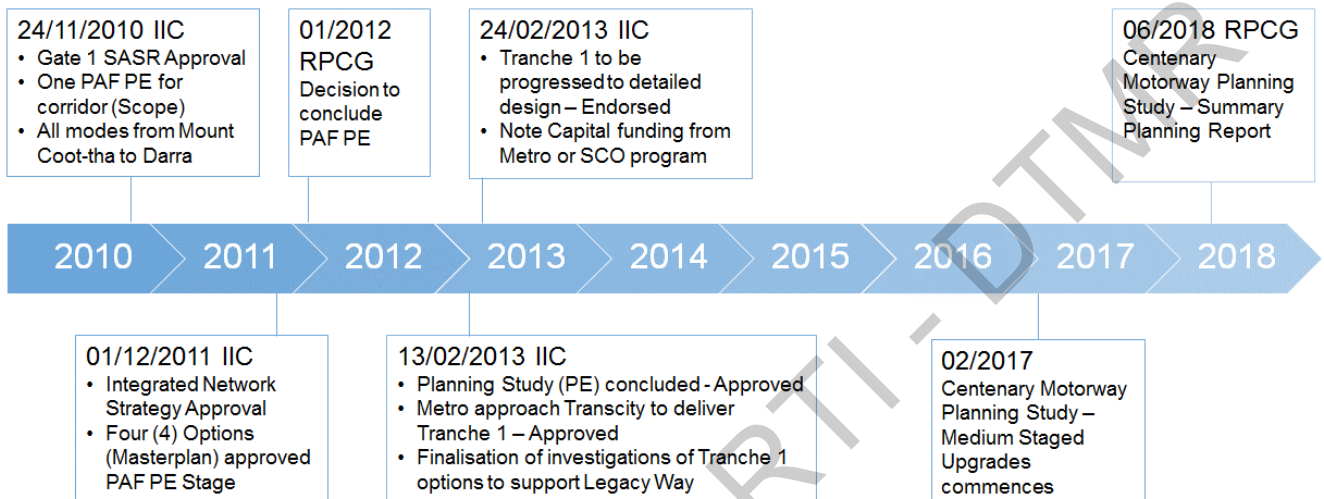 24/11/2010 IIC
• Gate 1 SASR Approval
• One PAF PE for
corridor (Scope)
• All modes from Mount
Coot-tha to Darra
01/2012
RPCG
Decision to
conclude
PAF PE
24/02/2013 IIC
• Tranche 1 to be
progressed to detailed
design – Endorsed
• Note Capital funding from
Metro or SCO program
06/2018 RPCG
Centenary
Motorway Planning
Study – Summary
Planning Report
2010 2011 2012 2013 2014 2015 2016 2017 2018
01/12/2011 IIC
• Integrated Network
Strategy Approval
• Four (4) Options
(Masterplan) approved
PAF PE Stage
13/02/2013 IIC
• Planning Study (PE) concluded - Approved
• Metro approach Transcity to deliver
Tranche 1 – Approved
• Finalisation of investigations of Tranche 1
options to support Legacy Way
02/2017
Centenary Motorway
Planning Study –
Medium Staged
Upgrades
commences
RTI - DTMR